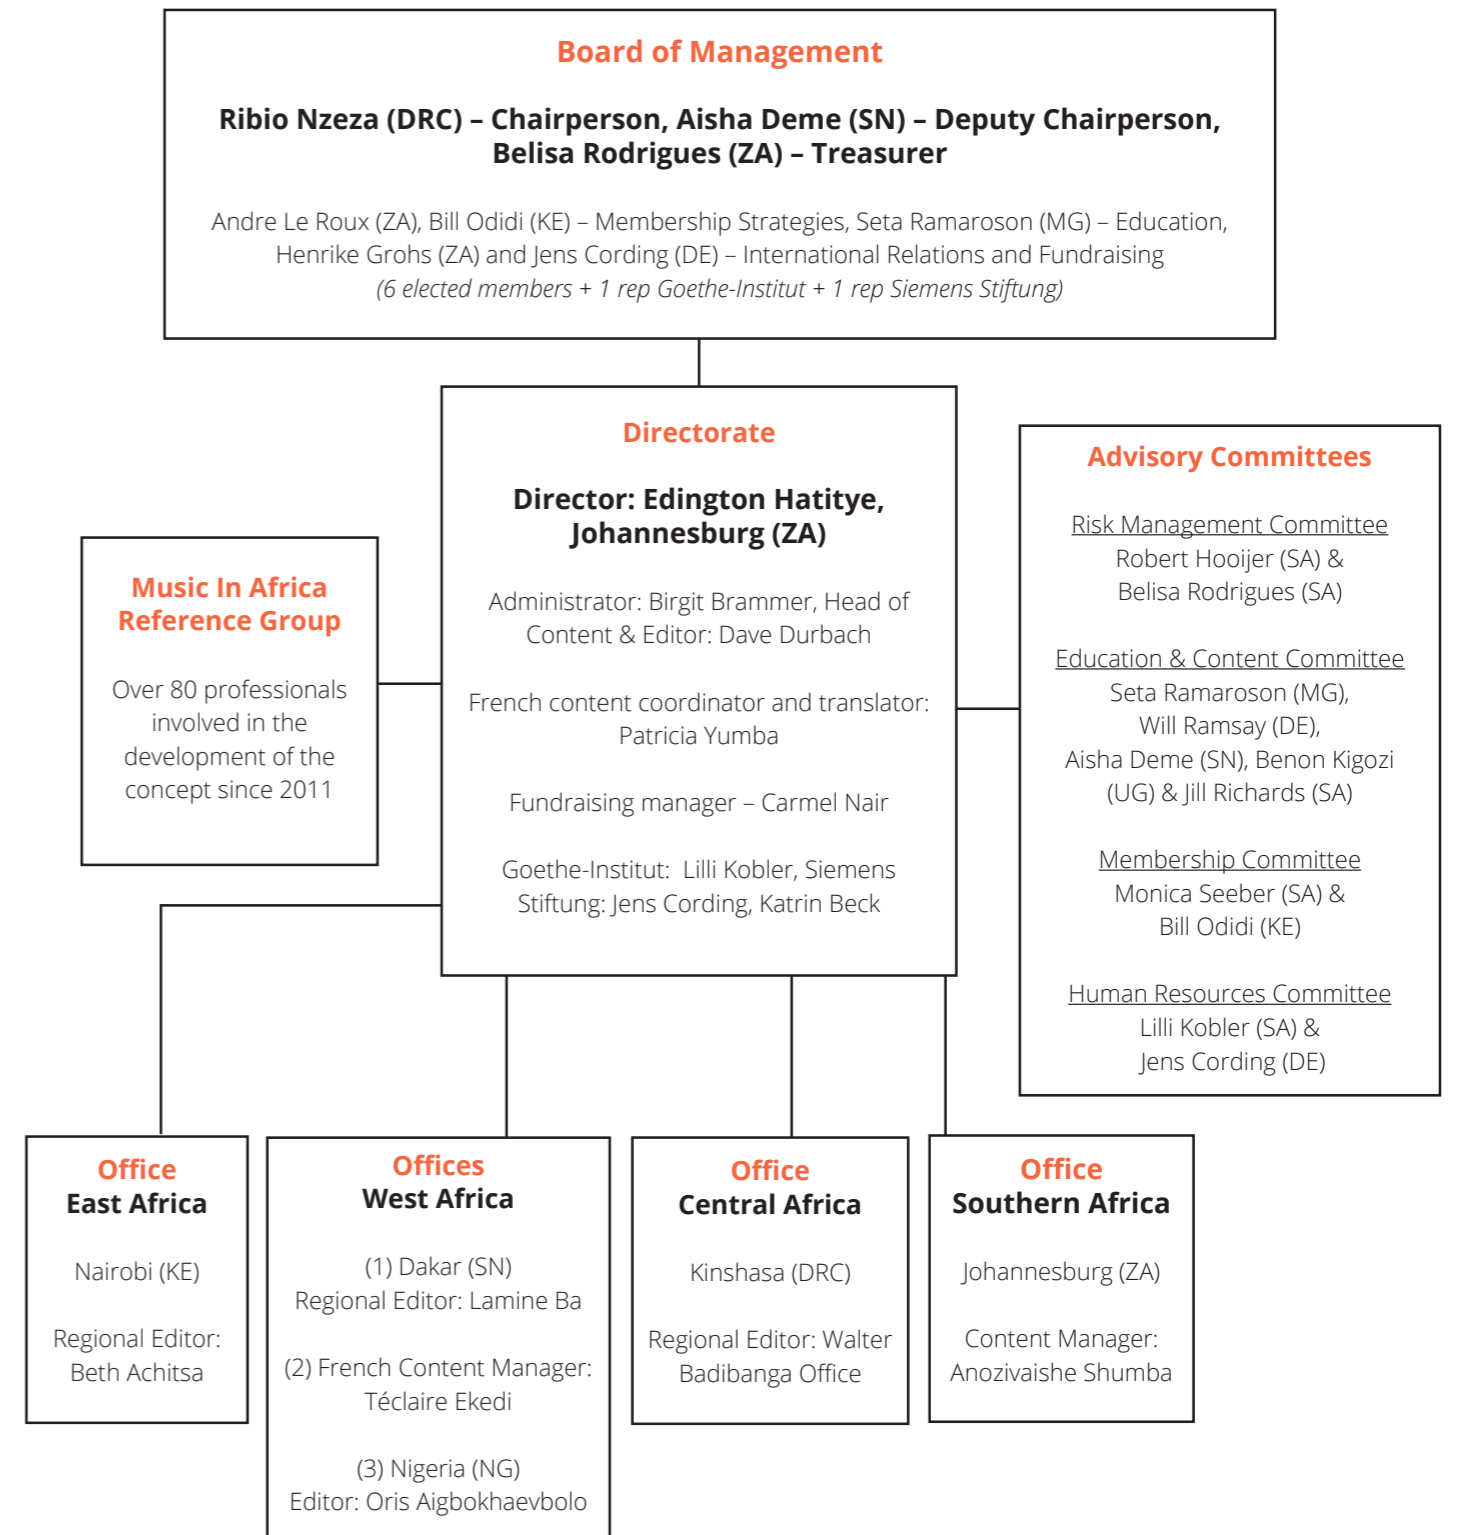 Board of Management
Ribio Nzeza (DRC) – Chairperson, Aisha Deme (SN) – Deputy Chairperson,
Belisa Rodrigues (ZA) – Treasurer
Andre Le Roux (ZA), Bill Odidi (KE) – Membership Strategies, Seta Ramaroson (MG) – Education,
Henrike Grohs (ZA) and Jens Cording (DE) – International Relations and Fundraising
(6 elected members + 1 rep Goethe-Institut + 1 rep Siemens Stiftung)
Directorate
Director: Edington Hatitye,
Johannesburg (ZA)
Administrator: Birgit Brammer, Head of
Content & Editor: Dave Durbach
French content coordinator and translator:
Patricia Yumba
Fundraising manager – Carmel Nair
Goethe-Institut: Lilli Kobler, Siemens
Stiftung: Jens Cording, Katrin Beck
Music In Africa
Reference Group
Over 80 professionals
involved in the
development of the
concept since 2011
Advisory Committees
Risk Management Committee
Robert Hooijer (SA) &
Belisa Rodrigues (SA)
Education & Content Committee
Seta Ramaroson (MG),
Will Ramsay (DE),
Aisha Deme (SN), Benon Kigozi
(UG) & Jill Richards (SA)
Membership Committee
Monica Seeber (SA) &
Bill Odidi (KE)
Human Resources Committee
Lilli Kobler (SA) &
Jens Cording (DE)
Office
East Africa
Nairobi (KE)
Regional Editor:
Beth Achitsa
Offices
West Africa
(1) Dakar (SN)
Regional Editor: Lamine Ba
(2) French Content Manager:
Téclaire Ekedi
(3) Nigeria (NG)
Editor: Oris Aigbokhaevbolo
Office
Central Africa
Kinshasa (DRC)
Regional Editor: Walter
Badibanga Office
Office
Southern Africa
Johannesburg (ZA)
Content Manager:
Anozivaishe Shumba